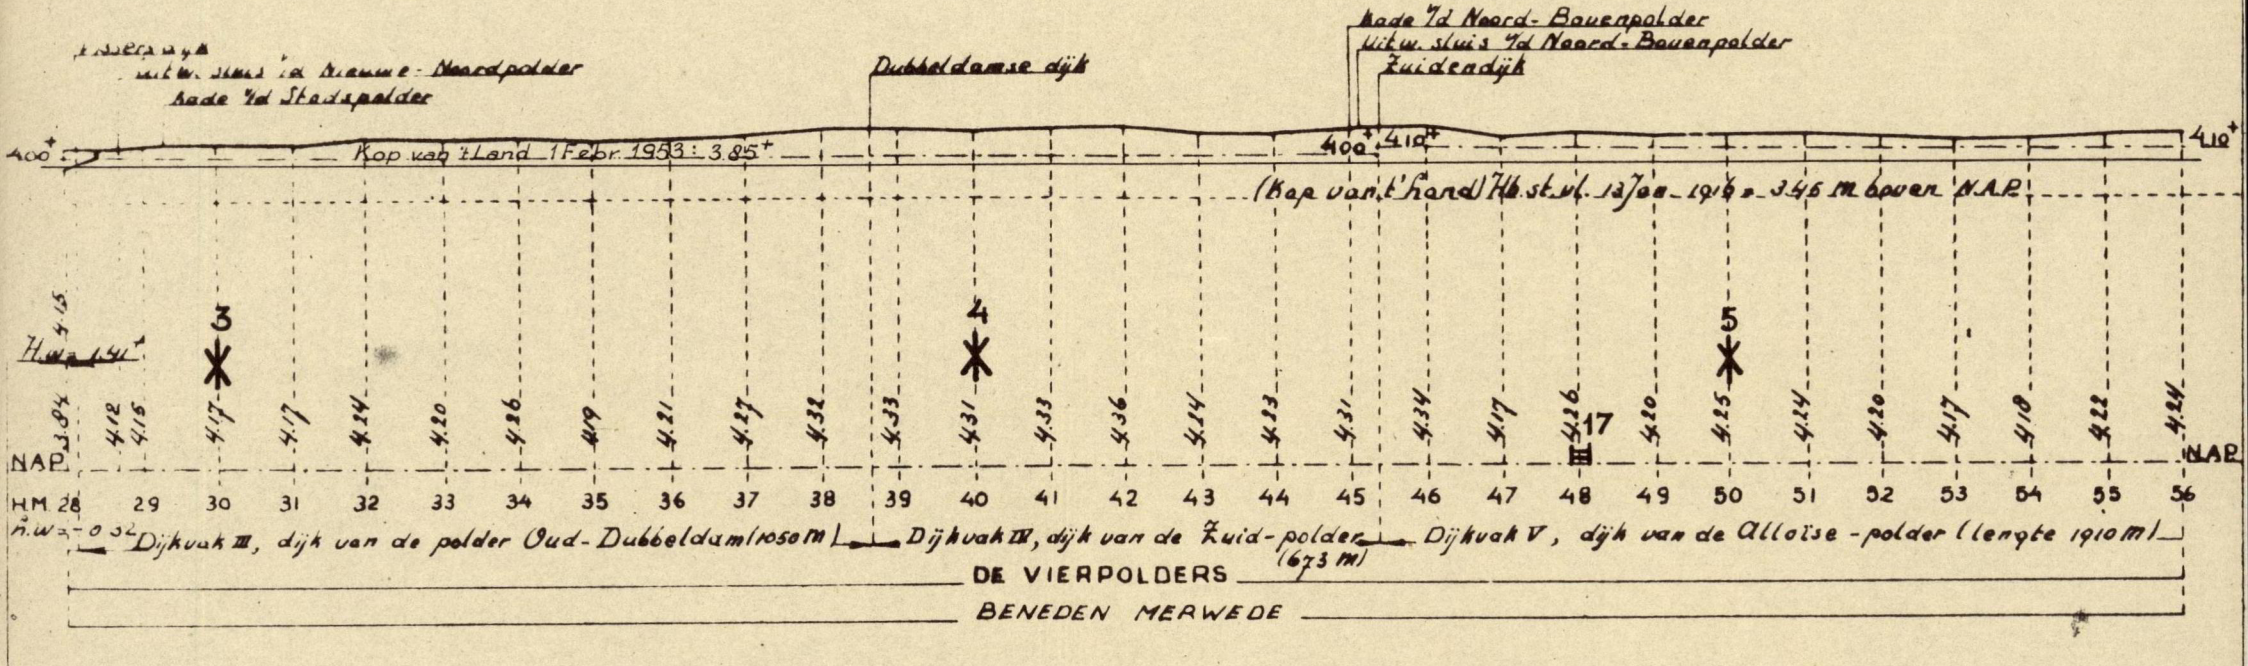 Kade v/d Noord-Bovenpolder
Uitw. sluis v/d Noord-Bovenpolder
Zuidendijk
Dubbeldamse dijk
uitw. sluis v/d Nieuwe-Noordpolder
kade v/d Stadspolder
400+
400+ 410+
410+
Kop van 't Land 1 Febr. 1953: 3.85+
(Kop van t' Land) Hb. st. vl. 13 Jan 1916 = 3.45 m boven N.A.P.
3 4 5
H.w.= 1.41+
4.15
3.84 4.12 4.15 4.17 4.17 4.24 4.20 4.26 4.19 4.21 4.27 4.32 4.33 4.31 4.33 4.36 4.24 4.23 4.31 4.34 4.17 4.26 4.20 4.25 4.24 4.20 4.17 4.18 4.22 4.24
17
III
NAP NAP
H.M. 28 29 30 31 32 33 34 35 36 37 38 39 40 41 42 43 44 45 46 47 48 49 50 51 52 53 54 55 56
Dijkvak III, dijk van de polder Oud-Dubbeldam (1050 m) Dijkvak IV, dijk van de Zuid-polder (673 m) Dijkvak V, dijk van de Alloïse-polder (lengte 1910 m)
DE VIERPOLDERS
BENEDEN MERWEDE